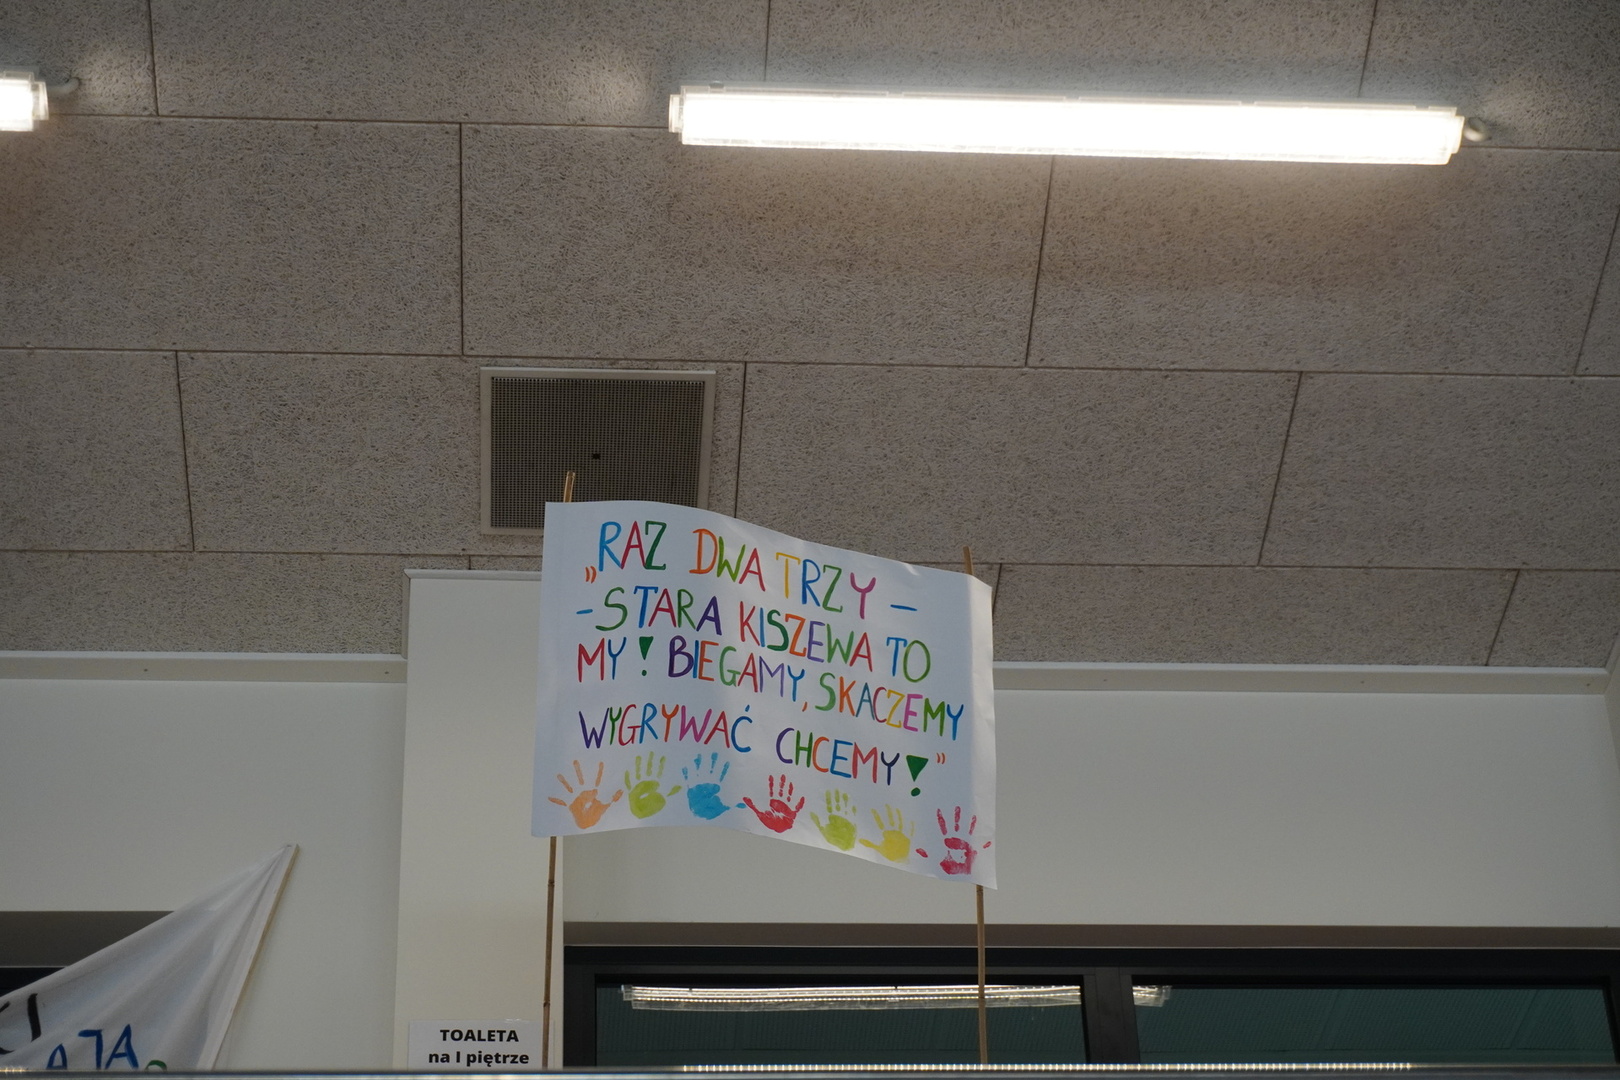 „RAZ DWA TRZY –
– STARA KISZEWA TO
MY! BIEGAMY, SKACZEMY
WYGRYWAĆ CHCEMY!”
TOALETA
na I piętrze